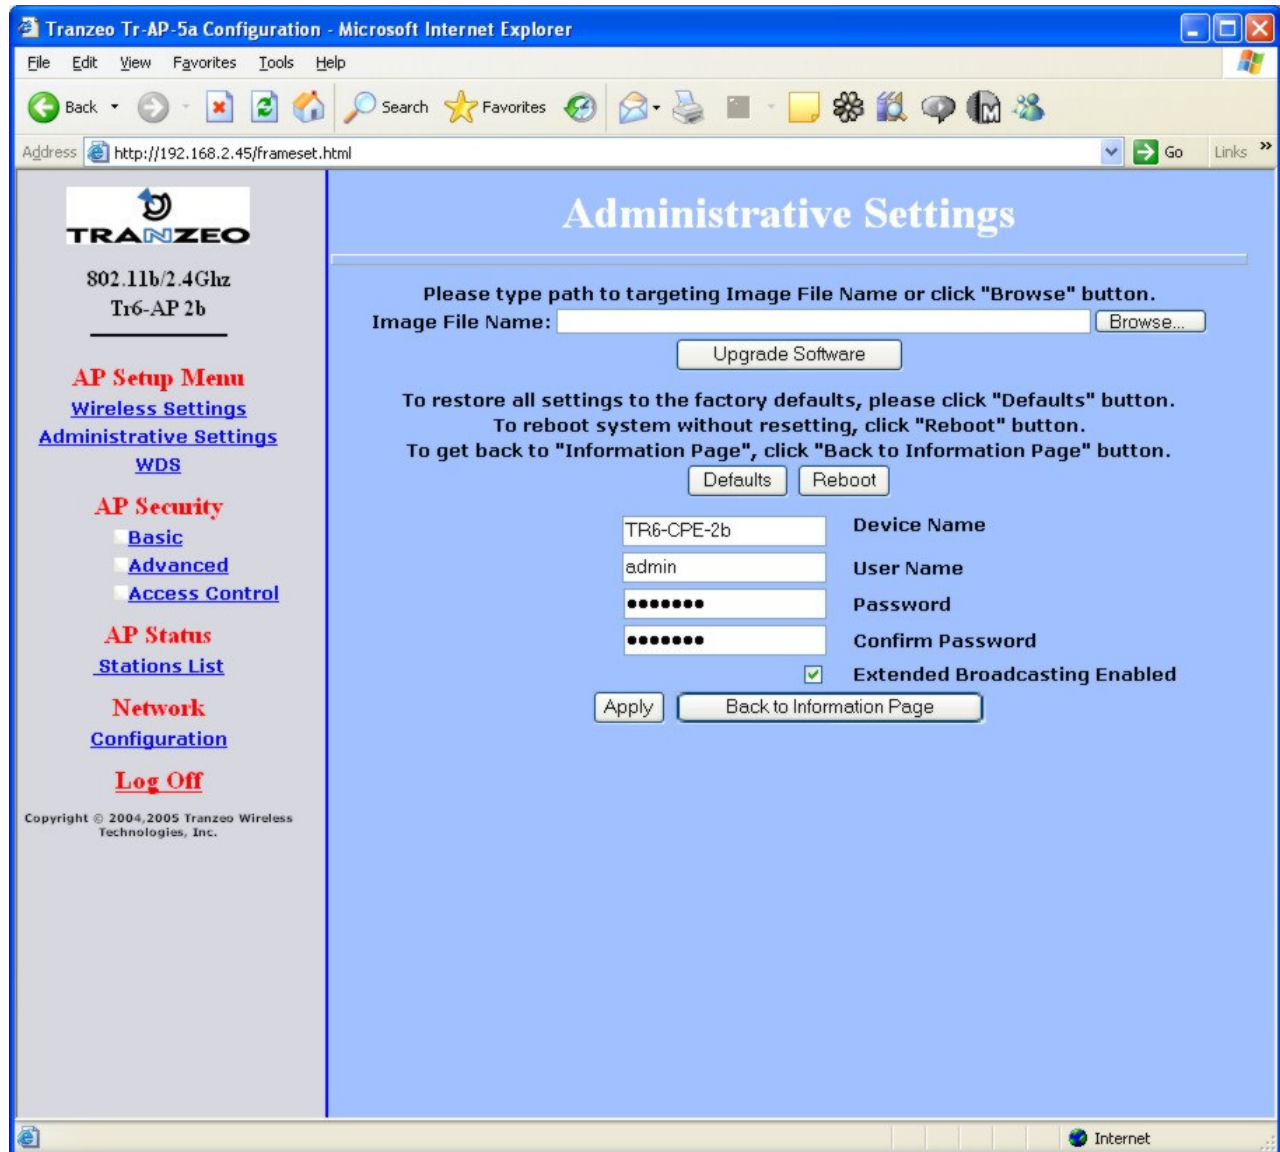 Tranzeo Tr-AP-5a Configuration - Microsoft Internet Explorer
File Edit View Favorites Tools Help
Back Search Favorites
Address http://192.168.2.45/frameset.html Go Links »
TRANZEO
802.11b/2.4Ghz
Tr6-AP 2b
AP Setup Menu
Wireless Settings
Administrative Settings
WDS
AP Security
Basic
Advanced
Access Control
AP Status
Stations List
Network
Configuration
Log Off
Copyright © 2004,2005 Tranzeo Wireless
Technologies, Inc.
Administrative Settings
Please type path to targeting Image File Name or click "Browse" button.
Image File Name: Browse...
Upgrade Software
To restore all settings to the factory defaults, please click "Defaults" button.
To reboot system without resetting, click "Reboot" button.
To get back to "Information Page", click "Back to Information Page" button.
Defaults Reboot
TR6-CPE-2b Device Name
admin User Name
••••••• Password
••••••• Confirm Password
Extended Broadcasting Enabled
Apply Back to Information Page
Internet